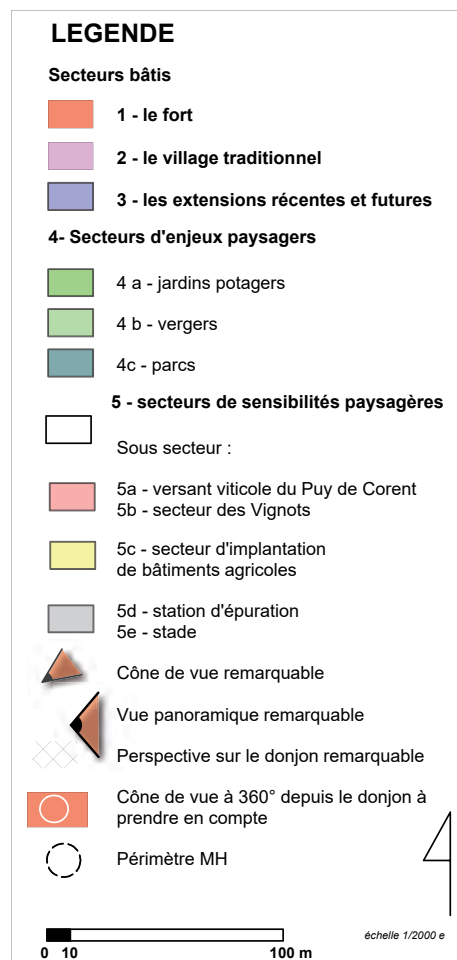 LEGENDE
Secteurs bâtis
1 - le fort
2 - le village traditionnel
3 - les extensions récentes et futures
4- Secteurs d'enjeux paysagers
4 a - jardins potagers
4 b - vergers
4c - parcs
5 - secteurs de sensibilités paysagères
Sous secteur :
5a - versant viticole du Puy de Corent
5b - secteur des Vignots
5c - secteur d'implantation
de bâtiments agricoles
5d - station d'épuration
5e - stade
Cône de vue remarquable
Vue panoramique remarquable
Perspective sur le donjon remarquable
Cône de vue à 360° depuis le donjon à
prendre en compte
Périmètre MH
échelle 1/2000 e
0 10 100 m